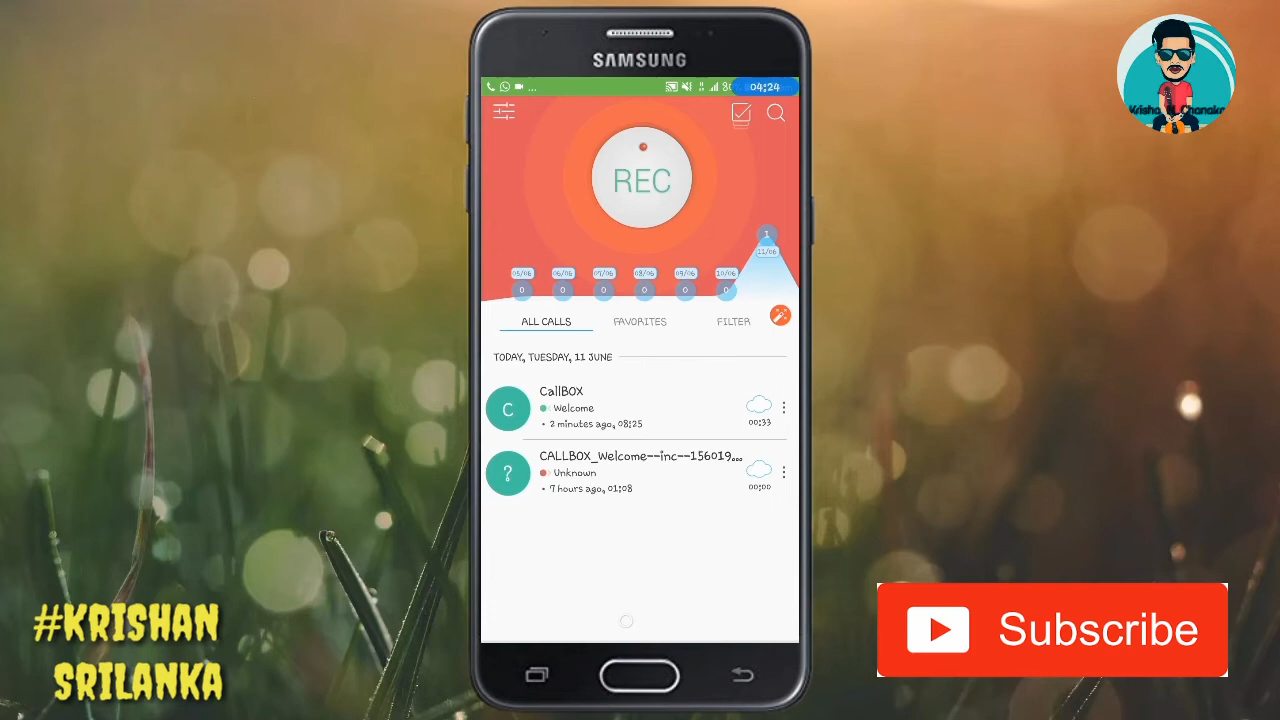 SAMSUNG
...
04:24
Krishan Chanaka
REC
1
11/06
05/06 06/06 07/06 08/06 09/06 10/06
0 0 0 0 0 0
ALL CALLS FAVORITES FILTER
TODAY, TUESDAY, 11 JUNE
CallBOX
C
Welcome
• 2 minutes ago, 08:25
00:33
CALLBOX_Welcome--inc--156019...
?
Unknown
• 7 hours ago, 01:08
00:00
#KRISHAN
SRILANKA
Subscribe